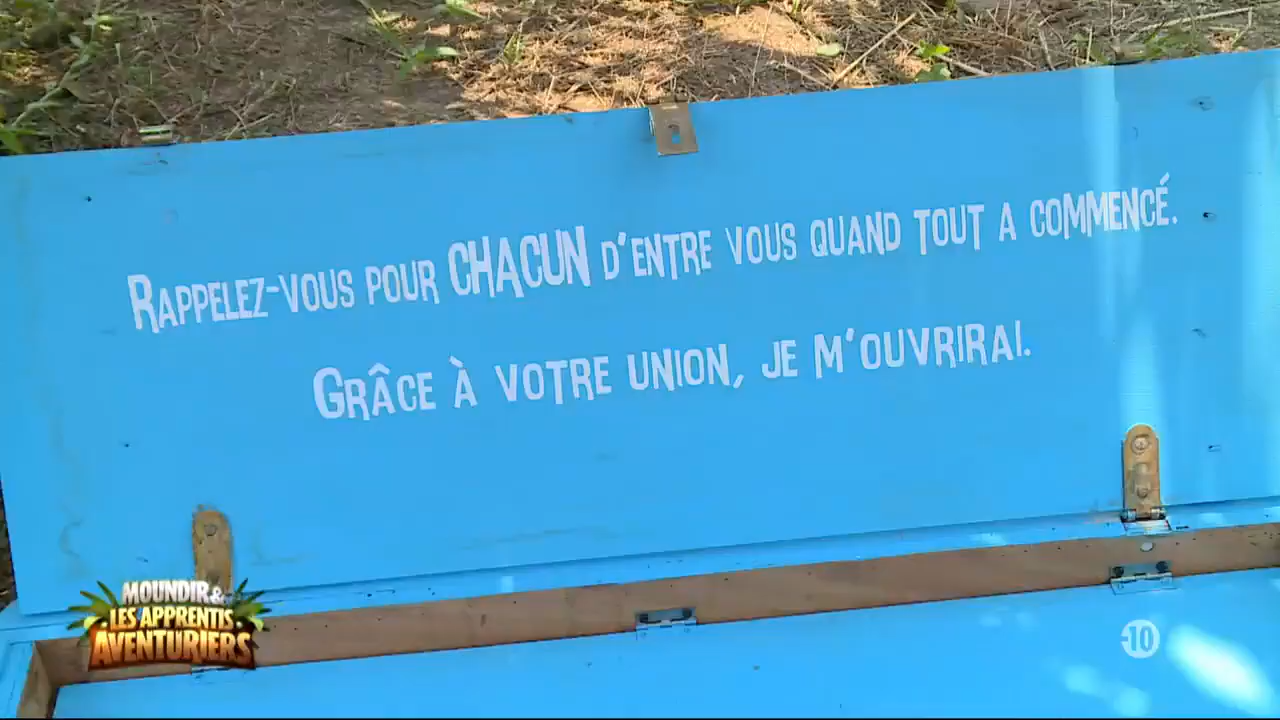 Rappelez-vous pour CHACUN d'entre vous quand tout a commencé.
Grâce à votre union, je m'ouvrirai.
MOUNDIR &
LES APPRENTIS
AVENTURIERS
-10